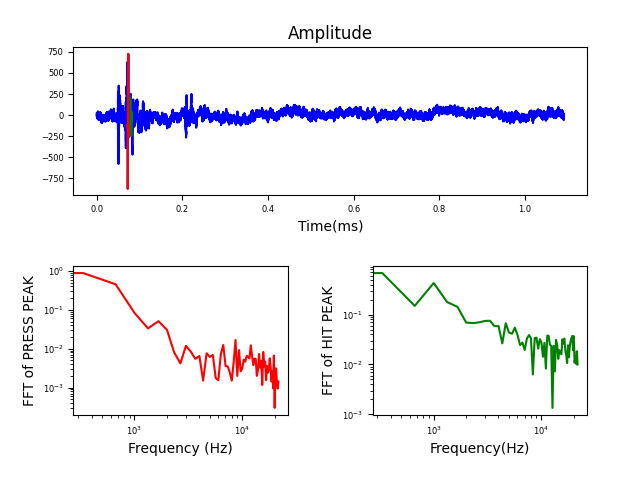 Amplitude
750
500
250
0
−250
−500
−750
0.0 0.2 0.4 0.6 0.8 1.0
Time(ms)
FFT of PRESS PEAK
10⁰
10⁻¹
10⁻²
10⁻³
10³ 10⁴
Frequency (Hz)
FFT of HIT PEAK
10⁻¹
10⁻²
10⁻³
10³ 10⁴
Frequency(Hz)